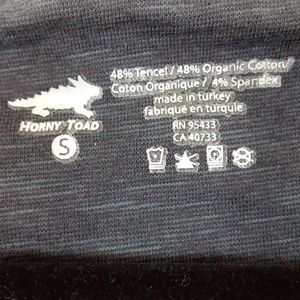 HORNY TOAD
S
48% Tencel / 48% Organic Cotton/
Coton Organique / 4% Spandex
made in turkey
fabriqué en turquie
RN 95433
CA 40733